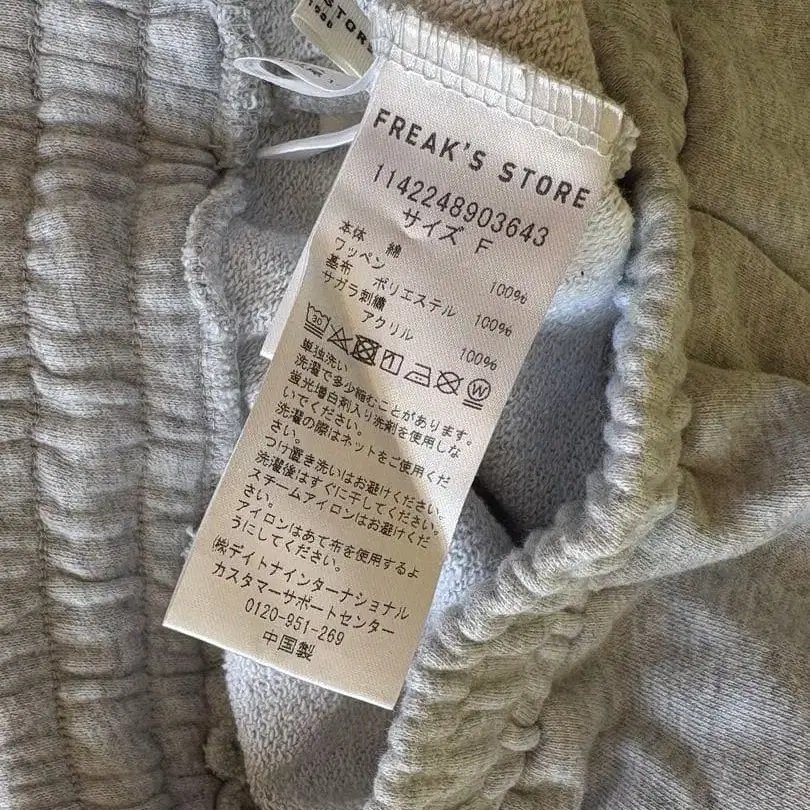 STORE
1986
FREAK'S STORE
1142248903643
サイズ F
本体 綿 100%
ワッペン
基布 ポリエステル 100%
サガラ刺繍
アクリル 100%
30
W
単独洗い
洗濯で多少縮むことがあります。
蛍光増白剤入り洗剤を使用しな
いでください。
洗濯の際はネットをご使用くだ
さい。
つけ置き洗いはお避けください。
洗濯後はすぐに干してください。
スチームアイロンはお避けくだ
さい。
アイロンはあて布を使用するよ
うにしてください。
㈱デイトナインターナショナル
カスタマーサポートセンター
0120-951-269
中国製